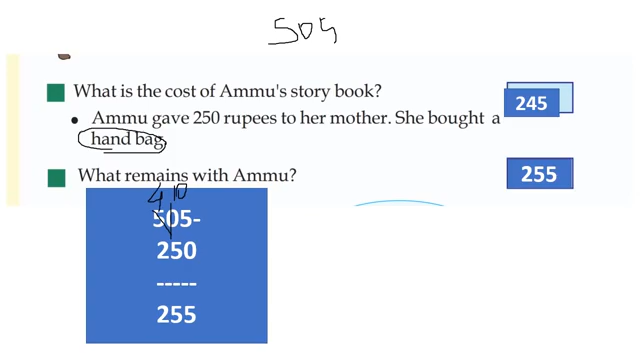 505
What is the cost of Ammu's story book?
245
• Ammu gave 250 rupees to her mother. She bought a
hand bag.
What remains with Ammu?
255
4 10
505-
250
-----
255